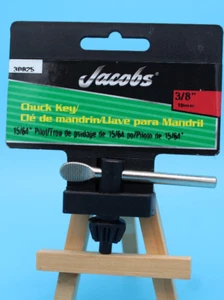 30825
Jacobs®
3/8"
10mm
Chuck Key/
Clé de mandrin/Llave para Mandril
15/64" Pilot/Trou de guidage de 15/64 po/Piloto de 15/64"